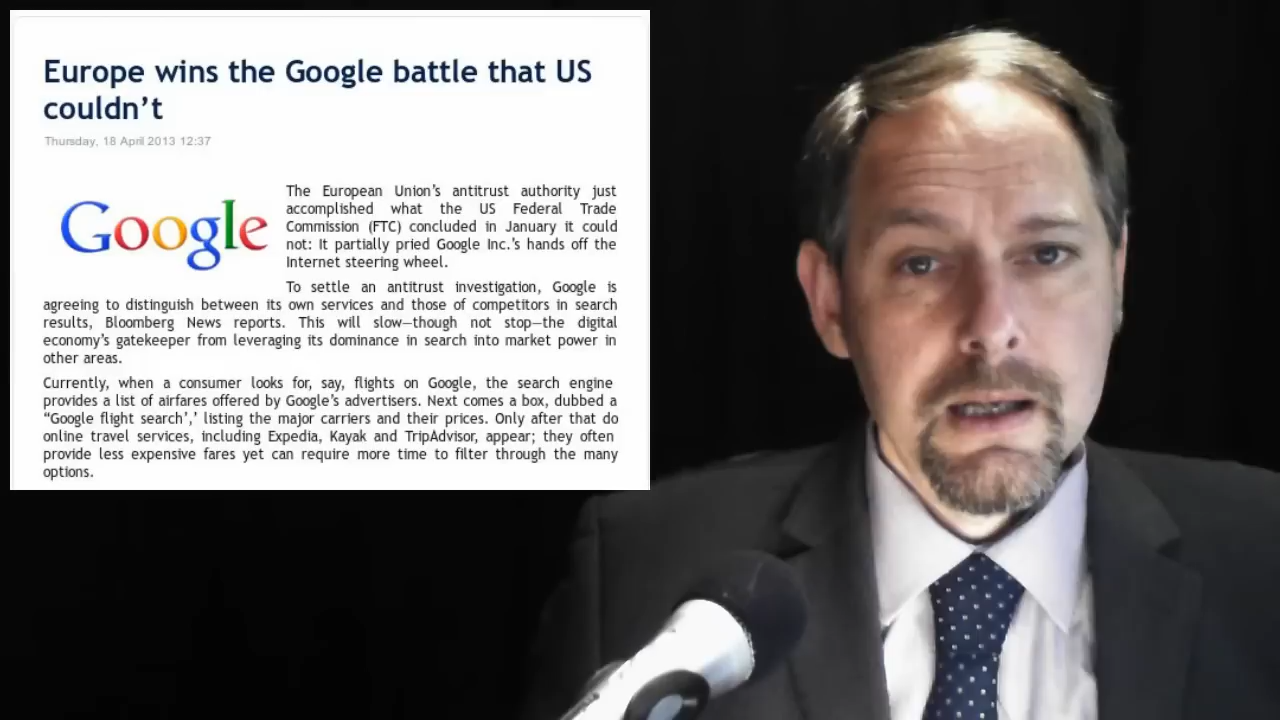 Europe wins the Google battle that US
couldn't
Thursday, 18 April 2013 12:37
Google
The European Union's antitrust authority just
accomplished what the US Federal Trade
Commission (FTC) concluded in January it could
not: It partially pried Google Inc.'s hands off the
Internet steering wheel.
To settle an antitrust investigation, Google is
agreeing to distinguish between its own services and those of competitors in search
results, Bloomberg News reports. This will slow—though not stop—the digital
economy's gatekeeper from leveraging its dominance in search into market power in
other areas.
Currently, when a consumer looks for, say, flights on Google, the search engine
provides a list of airfares offered by Google's advertisers. Next comes a box, dubbed a
“Google flight search’,’ listing the major carriers and their prices. Only after that do
online travel services, including Expedia, Kayak and TripAdvisor, appear; they often
provide less expensive fares yet can require more time to filter through the many
options.